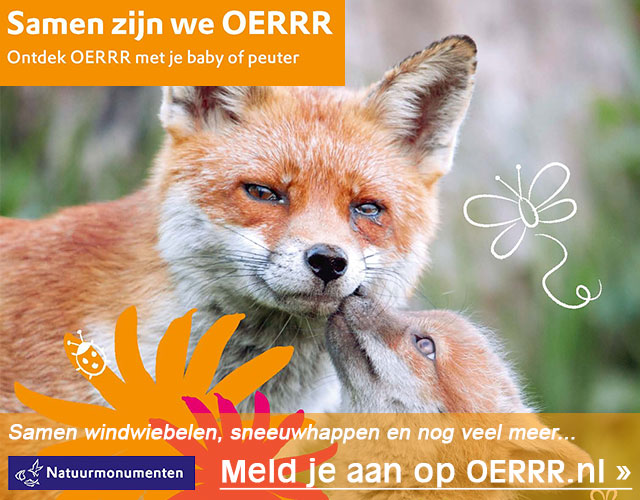 Samen zijn we OERRR
Ontdek OERRR met je baby of peuter
Samen windwiebelen, sneeuwhappen en nog veel meer...
Natuurmonumenten
Meld je aan op OERRR.nl »